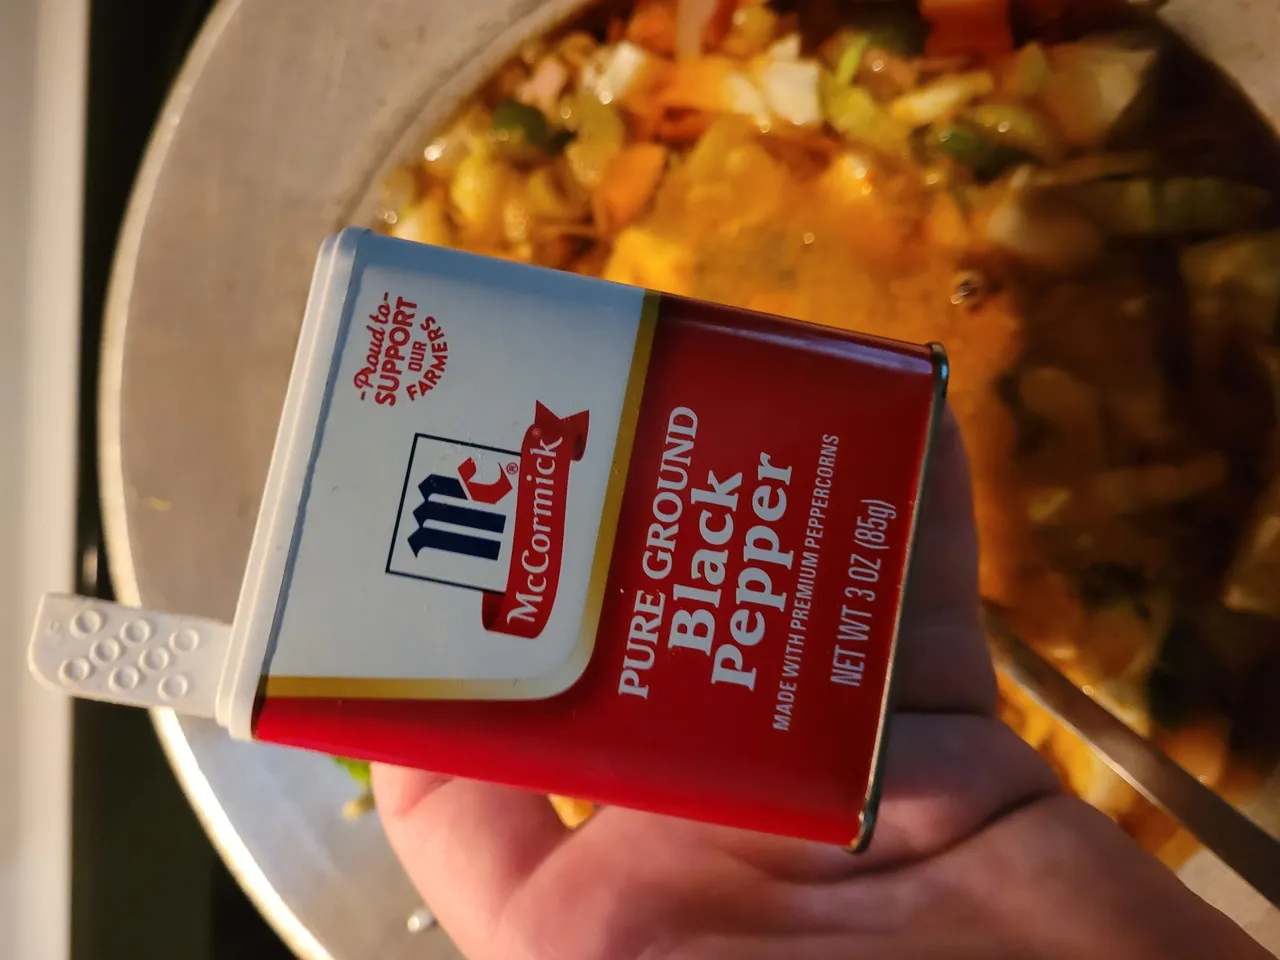 -Proud to-
SUPPORT
OUR
FARMERS
Mc®
McCormick®
PURE GROUND
Black
Pepper
MADE WITH PREMIUM PEPPERCORNS
NET WT 3 OZ (85g)